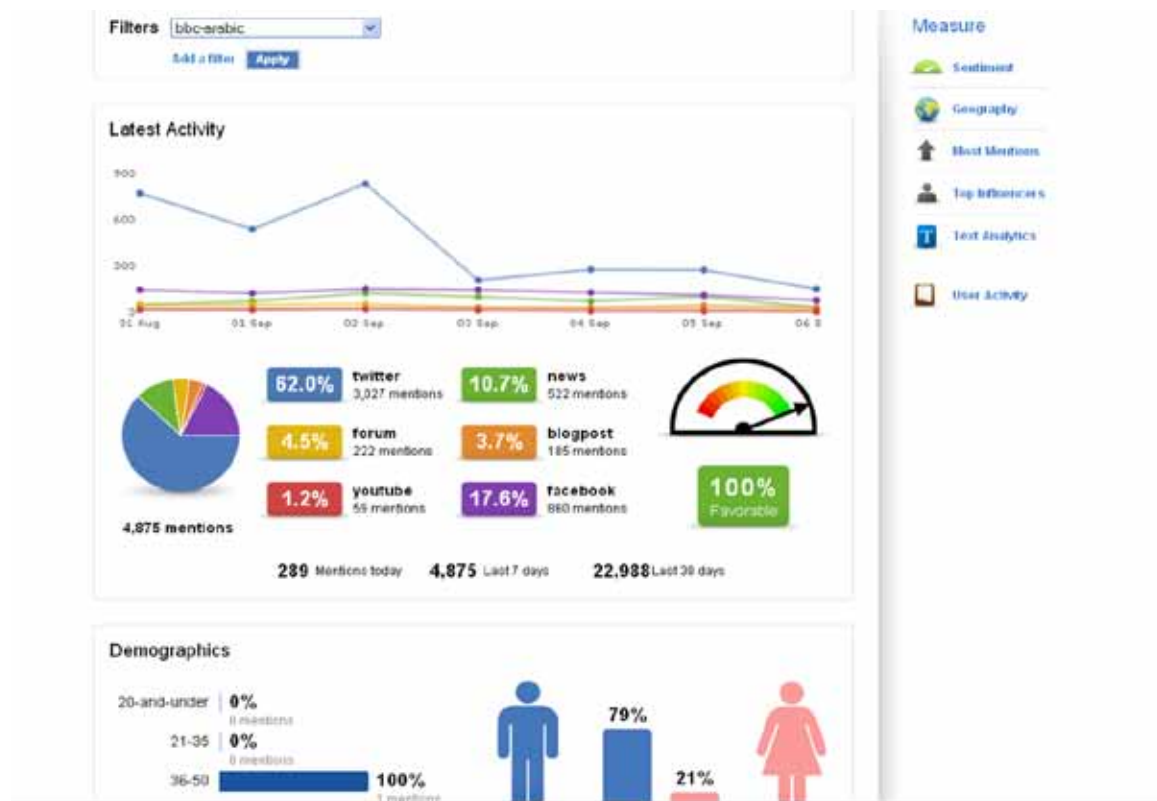 Filters bbc-arabic
Add a filter Apply
Latest Activity
900
600
300
0
31 Aug 01 Sep 02 Sep 03 Sep 04 Sep 05 Sep 06 S
62.0% twitter 3,027 mentions
10.7% news 522 mentions
4.5% forum 222 mentions
3.7% blogpost 185 mentions
1.2% youtube 59 mentions
17.6% facebook 860 mentions
4,875 mentions
100%
Favorable
289 Mentions today 4,875 Last 7 days 22,988 Last 30 days
Demographics
20-and-under 0%
0 mentions
21-35 0%
0 mentions
36-50 100%
1 mentions
79%
21%
Measure
Sentiment
Geography
Most Mentions
Top Influencers
Text Analytics
User Activity